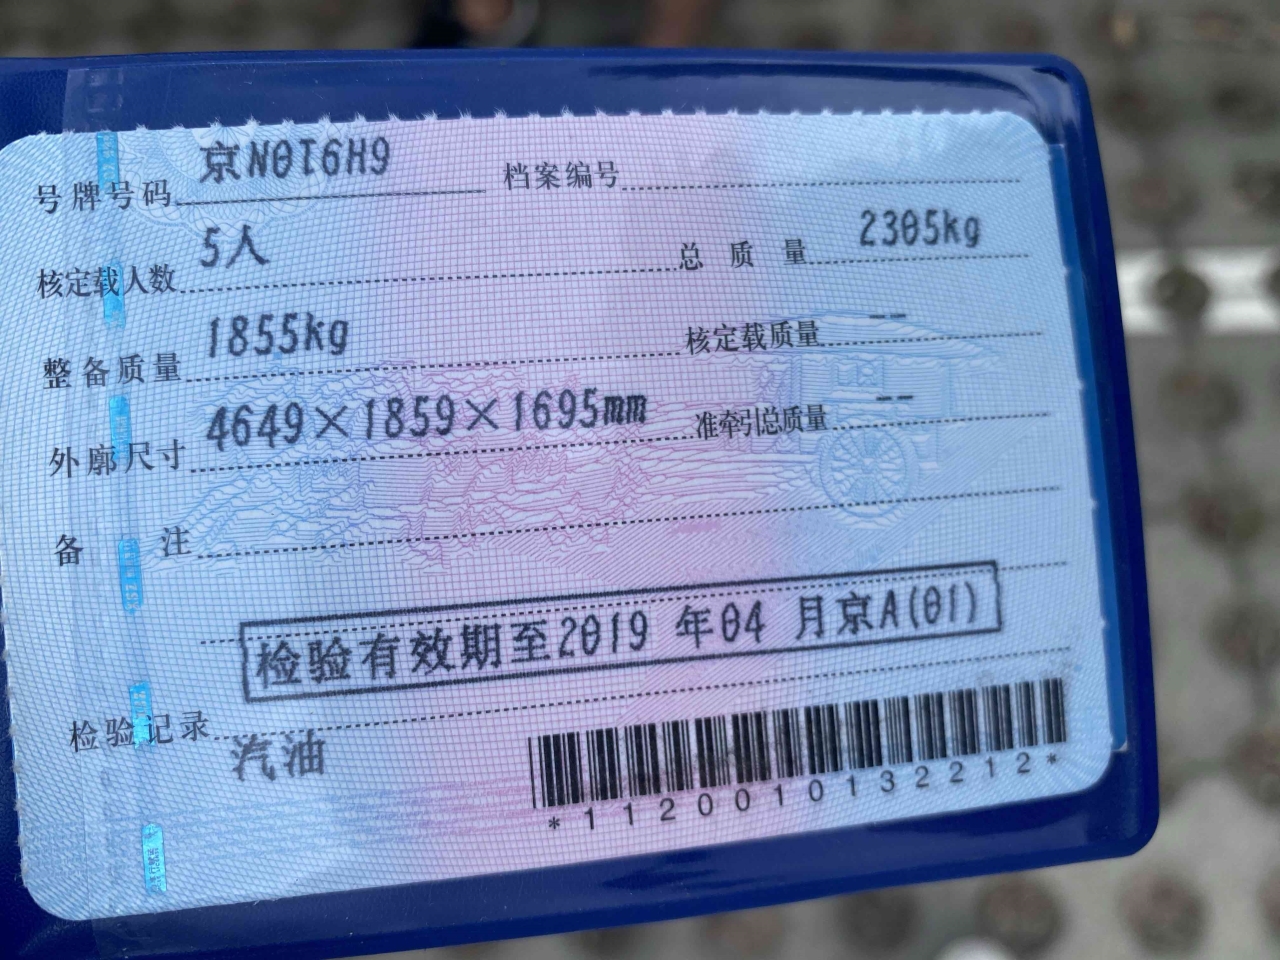 号牌号码 京N0T6H9 档案编号
核定载人数 5人 总质量 2305kg
整备质量 1855kg 核定载质量 --
外廓尺寸 4649×1859×1695mm 准牵引总质量 --
备注
检验有效期至2019 年04 月京A(01)
检验记录
汽油
*1120010132212*